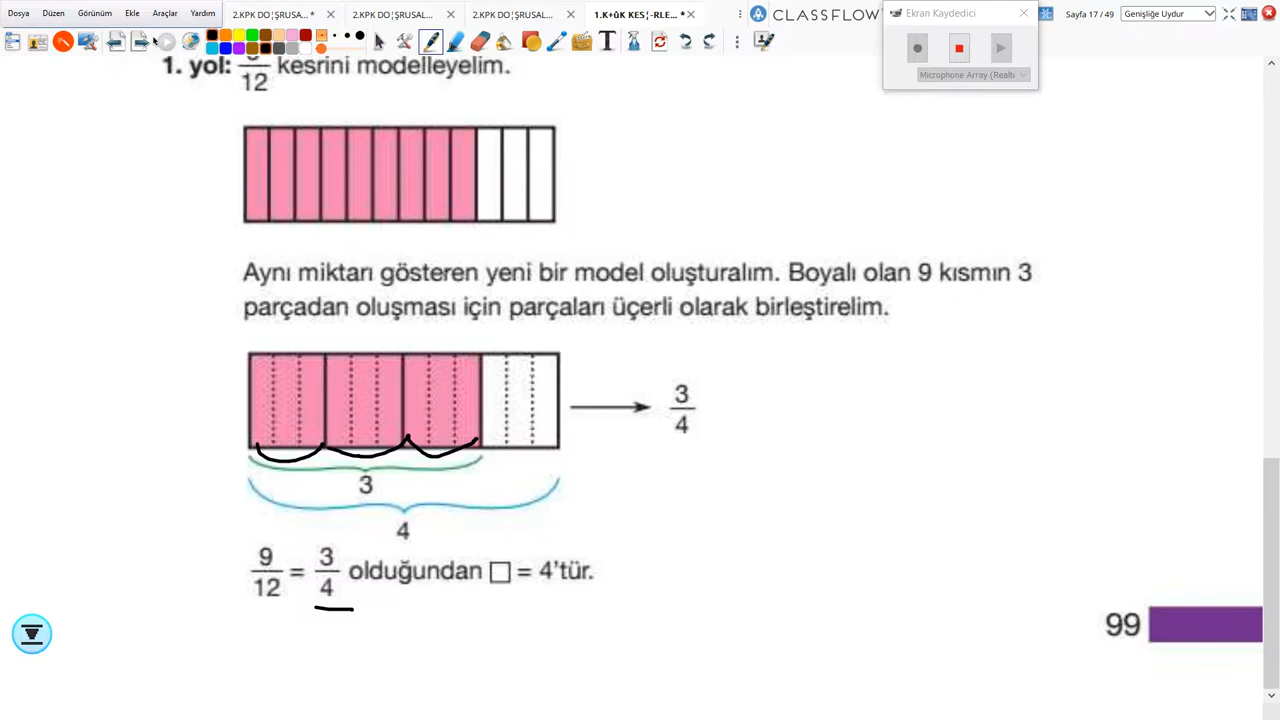 Dosya Düzen Görünüm Ekle Araçlar Yardım
2.KPK DO¦ŞRUSA... *
2.KPK DO¦ŞRUSAL...
2.KPK DO¦ŞRUSAL...
1.K+ûK KES¦-RLE... *
CLASSFLOW
Ekran Kaydedici
Sayfa 17 / 49
Genişliğe Uydur
Microphone Array (Realt
1. yol: /12 kesrini modelleyelim.
Aynı miktarı gösteren yeni bir model oluşturalım. Boyalı olan 9 kısmın 3
parçadan oluşması için parçaları üçerli olarak birleştirelim.
3/4
3
4
9/12 = 3/4 olduğundan □ = 4'tür.
99